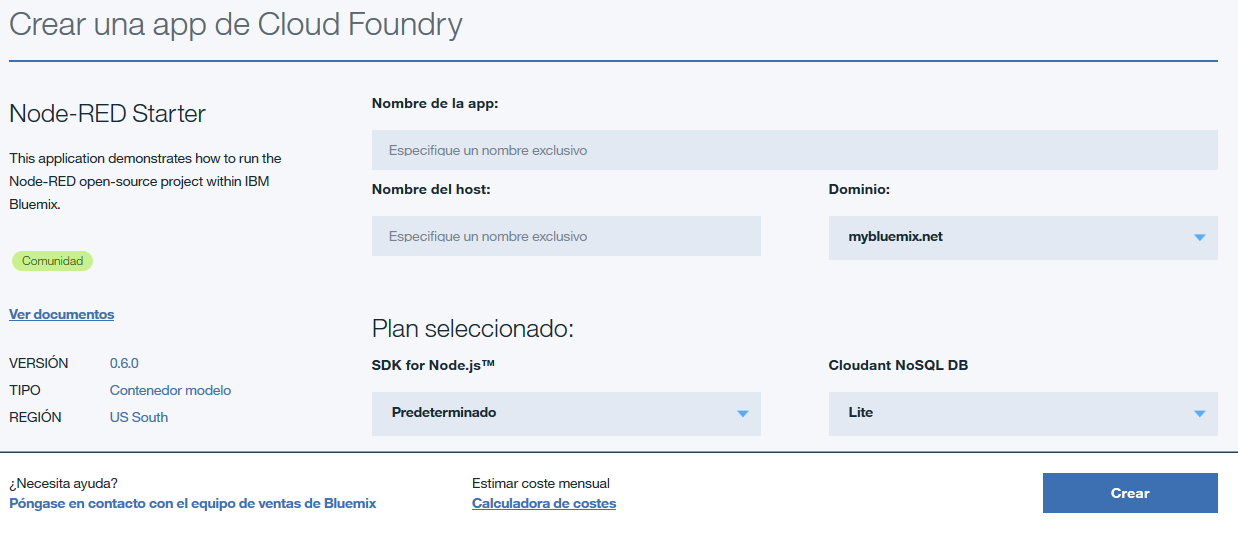 Crear una app de Cloud Foundry
Node-RED Starter
This application demonstrates how to run the
Node-RED open-source project within IBM
Bluemix.
Comunidad
Ver documentos
VERSIÓN 0.6.0
TIPO Contenedor modelo
REGIÓN US South
Nombre de la app:
Especifique un nombre exclusivo
Nombre del host:
Especifique un nombre exclusivo
Dominio:
mybluemix.net
Plan seleccionado:
SDK for Node.js™
Predeterminado
Cloudant NoSQL DB
Lite
¿Necesita ayuda?
Póngase en contacto con el equipo de ventas de Bluemix
Estimar coste mensual
Calculadora de costes
Crear